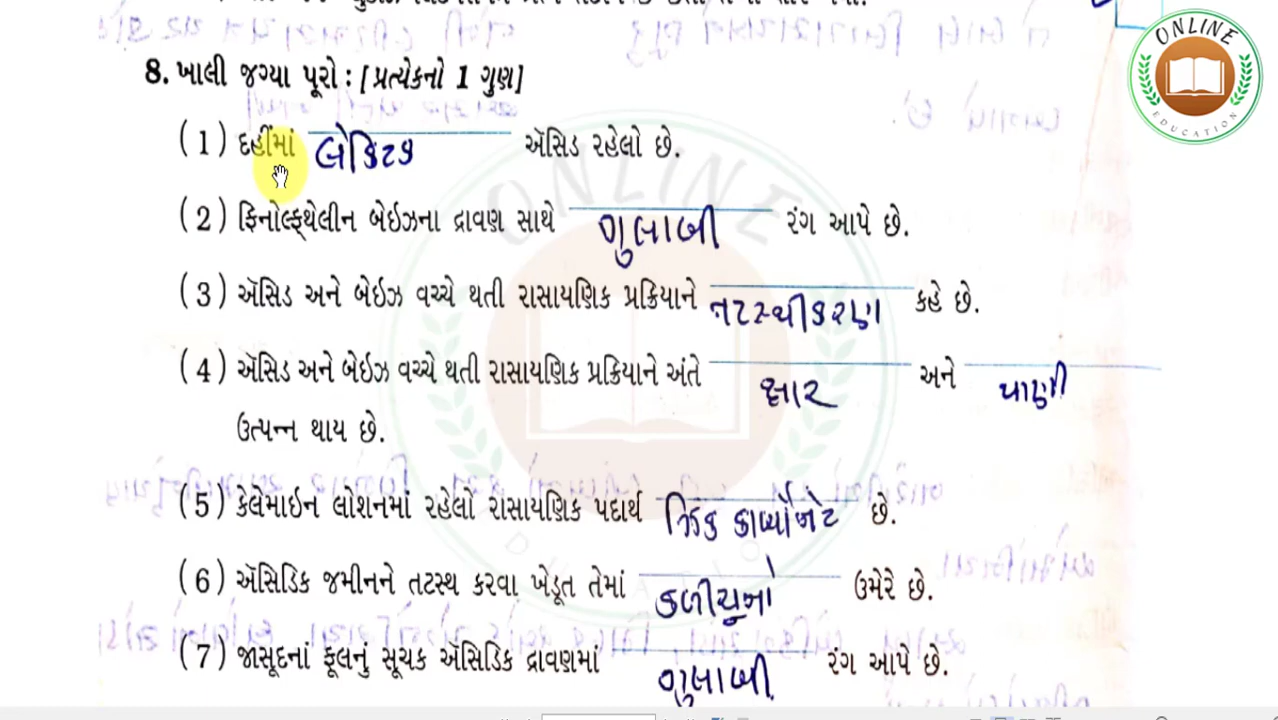 ONLINE
EDUCATION
8. ખાલી જગ્યા પૂરો : [પ્રત્યેકનો 1 ગુણ]
(1) દહીંમાં લેક્ટિક ઍસિડ રહેલો છે.
(2) ફિનોલ્ફ્થેલીન બેઇઝના દ્રાવણ સાથે ગુલાબી રંગ આપે છે.
(3) ઍસિડ અને બેઇઝ વચ્ચે થતી રાસાયણિક પ્રક્રિયાને તટસ્થીકરણ કહે છે.
(4) ઍસિડ અને બેઇઝ વચ્ચે થતી રાસાયણિક પ્રક્રિયાને અંતે ક્ષાર અને પાણી
ઉત્પન્ન થાય છે.
(5) કેલેમાઇન લોશનમાં રહેલો રાસાયણિક પદાર્થ ઝિંક કાર્બોનેટ છે.
(6) ઍસિડિક જમીનને તટસ્થ કરવા ખેડૂત તેમાં કળીચૂનો ઉમેરે છે.
(7) જાસૂદનાં ફૂલનું સૂચક ઍસિડિક દ્રાવણમાં ગુલાબી રંગ આપે છે.